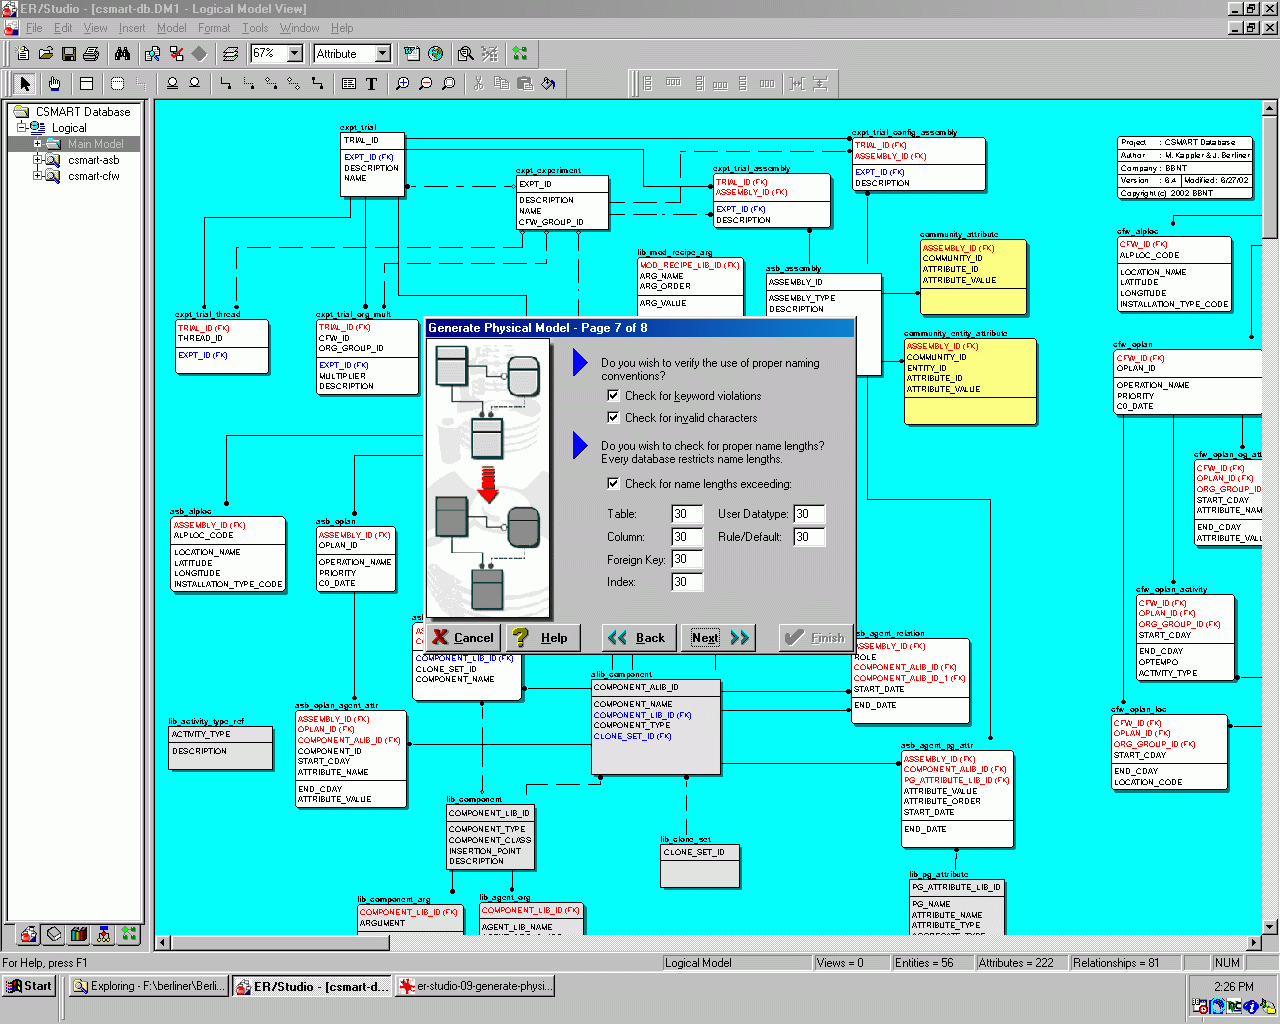 ER/Studio - [csmart-db.DM1 - Logical Model View]
File Edit View Insert Model Format Tools Window Help
67% Attribute
T
CSMART Database
Logical
Main Model
csmart-asb
csmart-cfw
expt_trial
TRIAL_ID
EXPT_ID (FK)
DESCRIPTION
NAME
expt_experiment
EXPT_ID
DESCRIPTION
NAME
CFW_GROUP_ID
expt_trial_assembly
TRIAL_ID (FK)
ASSEMBLY_ID (FK)
EXPT_ID (FK)
DESCRIPTION
expt_trial_config_assembly
TRIAL_ID (FK)
ASSEMBLY_ID (FK)
EXPT_ID (FK)
DESCRIPTION
Project : CSMART Database
Author : M. Kappler & J. Berliner
Company : BBNT
Version : 6.4 Modified: 6/27/02
Copyright (c) 2002 BBNT
cfw_alploc
CFW_ID (FK)
ALPLOC_CODE
LOCATION_NAME
LATITUDE
LONGITUDE
INSTALLATION_TYPE_CODE
community_attribute
ASSEMBLY_ID (FK)
COMMUNITY_ID
ATTRIBUTE_ID
ATTRIBUTE_VALUE
lib_mod_recipe_arg
MOD_RECIPE_LIB_ID (FK)
ARG_NAME
ARG_ORDER
ARG_VALUE
asb_assembly
ASSEMBLY_ID
ASSEMBLY_TYPE
DESCRIPTION
expt_trial_thread
TRIAL_ID (FK)
THREAD_ID
EXPT_ID (FK)
expt_trial_org_mult
TRIAL_ID (FK)
CFW_ID
ORG_GROUP_ID
EXPT_ID (FK)
MULTIPLIER
DESCRIPTION
community_entity_attribute
ASSEMBLY_ID (FK)
COMMUNITY_ID
ENTITY_ID
ATTRIBUTE_ID
ATTRIBUTE_VALUE
cfw_oplan
CFW_ID (FK)
OPLAN_ID
OPERATION_NAME
PRIORITY
C0_DATE
Generate Physical Model - Page 7 of 8
Do you wish to verify the use of proper naming
conventions?
Check for keyword violations
Check for invalid characters
Do you wish to check for proper name lengths?
Every database restricts name lengths.
Check for name lengths exceeding:
Table: 30 User Datatype: 30
Column: 30 Rule/Default: 30
Foreign Key: 30
Index: 30
Cancel Help Back Next Finish
cfw_oplan_og_att
CFW_ID (FK)
OPLAN_ID (FK)
ORG_GROUP_ID
START_CDAY
ATTRIBUTE_NAM
END_CDAY
ATTRIBUTE_VALU
asb_alploc
ASSEMBLY_ID (FK)
ALPLOC_CODE
LOCATION_NAME
LATITUDE
LONGITUDE
INSTALLATION_TYPE_CODE
asb_oplan
ASSEMBLY_ID (FK)
OPLAN_ID
OPERATION_NAME
PRIORITY
C0_DATE
cfw_oplan_activity
CFW_ID (FK)
OPLAN_ID (FK)
ORG_GROUP_ID (FK)
START_CDAY
END_CDAY
OPTEMPO
ACTIVITY_TYPE
COMPONENT_LIB_ID (FK)
CLONE_SET_ID
COMPONENT_NAME
asb_agent_relation
ASSEMBLY_ID (FK)
ROLE
COMPONENT_ALIB_ID (FK)
COMPONENT_ALIB_ID_1 (FK)
START_DATE
END_DATE
alib_component
COMPONENT_ALIB_ID
COMPONENT_NAME
COMPONENT_LIB_ID (FK)
COMPONENT_TYPE
CLONE_SET_ID (FK)
asb_oplan_agent_attr
ASSEMBLY_ID (FK)
OPLAN_ID (FK)
COMPONENT_ALIB_ID (FK)
COMPONENT_ID
START_CDAY
ATTRIBUTE_NAME
END_CDAY
ATTRIBUTE_VALUE
lib_activity_type_ref
ACTIVITY_TYPE
DESCRIPTION
cfw_oplan_loc
CFW_ID (FK)
OPLAN_ID (FK)
ORG_GROUP_ID (FK)
START_CDAY
END_CDAY
LOCATION_CODE
asb_agent_pg_attr
ASSEMBLY_ID (FK)
COMPONENT_ALIB_ID (FK)
PG_ATTRIBUTE_LIB_ID (FK)
ATTRIBUTE_VALUE
ATTRIBUTE_ORDER
START_DATE
END_DATE
lib_component
COMPONENT_LIB_ID
COMPONENT_TYPE
COMPONENT_CLASS
INSERTION_POINT
DESCRIPTION
lib_clone_set
CLONE_SET_ID
lib_pg_attribute
PG_ATTRIBUTE_LIB_ID
PG_NAME
ATTRIBUTE_NAME
ATTRIBUTE_TYPE
lib_component_arg
COMPONENT_LIB_ID (FK)
ARGUMENT
lib_agent_org
COMPONENT_LIB_ID (FK)
AGENT_LIB_NAME
For Help, press F1 Logical Model Views = 0 Entities = 56 Attributes = 222 Relationships = 81 NUM
Start Exploring - F:\berliner\Berli... ER/Studio - [csmart-d... er-studio-09-generate-physi... 2:26 PM